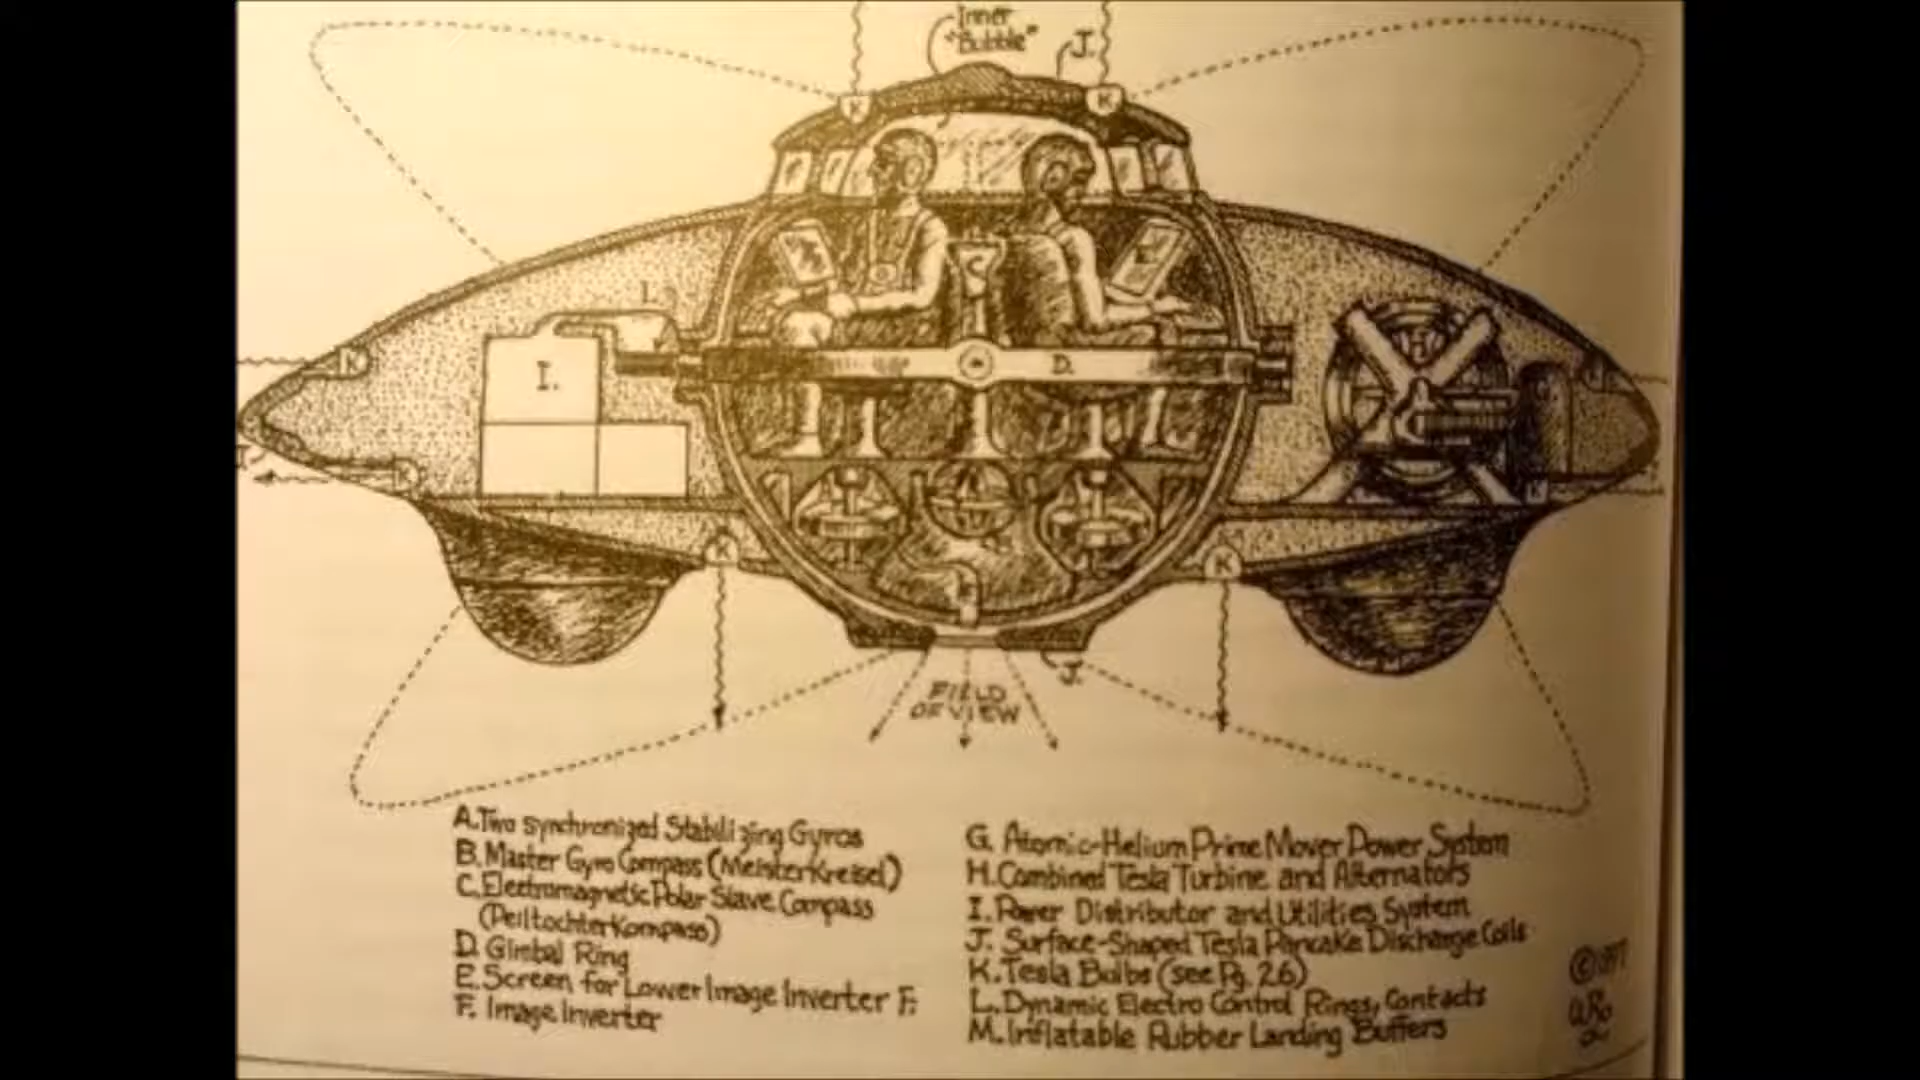 Inner
"Bubble"
J.
K
K
C
I.
D.
H
K
K
K
K
J.
FIELD
OF VIEW
A. Two synchronized Stabilizing Gyros
B. Master Gyro Compass (Meisterkreisel)
C. Electromagnetic Polar Slave Compass
(Peiltochterkompass)
D. Gimbal Ring
E. Screen for Lower Image Inverter F.
F. Image Inverter
G. Atomic-Helium Prime Mover Power System
H. Combined Tesla Turbine and Alternators
I. Power Distributor and Utilities System
J. Surface-Shaped Tesla Pancake Discharge Coils
K. Tesla Bulbs (see Pg. 26)
L. Dynamic Electro Control Rings, Contacts
M. Inflatable Rubber Landing Buffers